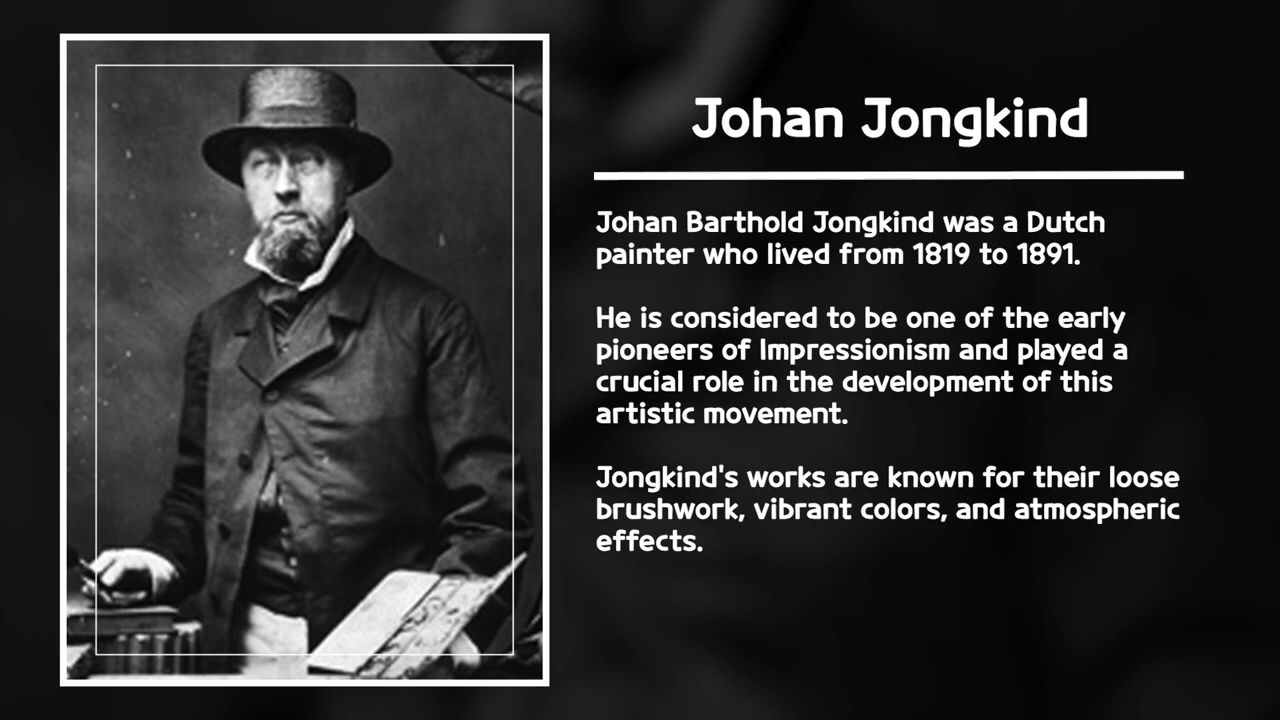 Johan Jongkind
Johan Barthold Jongkind was a Dutch
painter who lived from 1819 to 1891.
He is considered to be one of the early
pioneers of Impressionism and played a
crucial role in the development of this
artistic movement.
Jongkind's works are known for their loose
brushwork, vibrant colors, and atmospheric
effects.